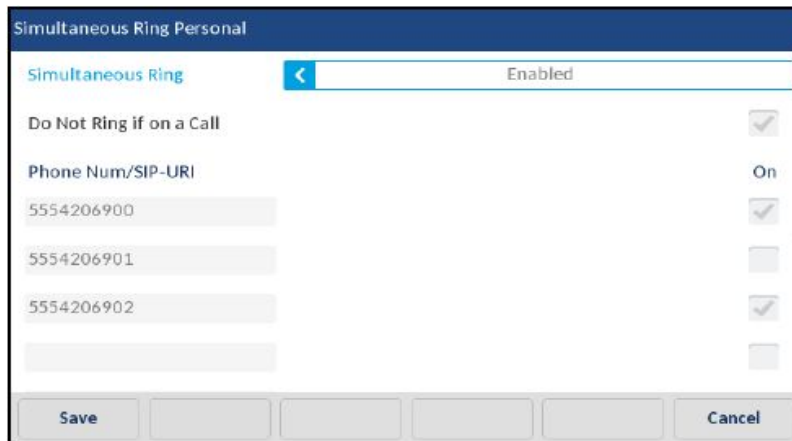 Simultaneous Ring Personal
Simultaneous Ring Enabled
Do Not Ring if on a Call
Phone Num/SIP-URI On
5554206900
5554206901
5554206902
Save Cancel